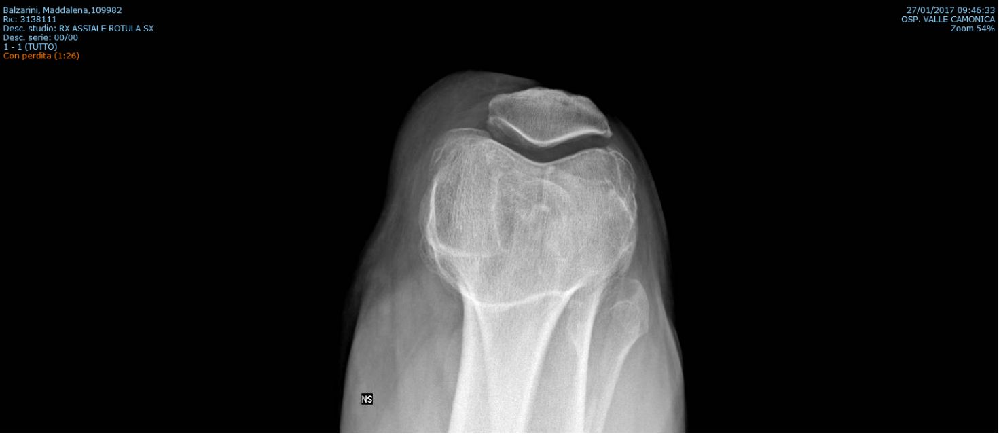 Balzarini, Maddalena,109982
Ric: 3138111
Desc. studio: RX ASSIALE ROTULA SX
Desc. serie: 00/00
1 - 1 (TUTTO)
Con perdita (1:26)
27/01/2017 09:46:33
OSP. VALLE CAMONICA
Zoom 54%
NS